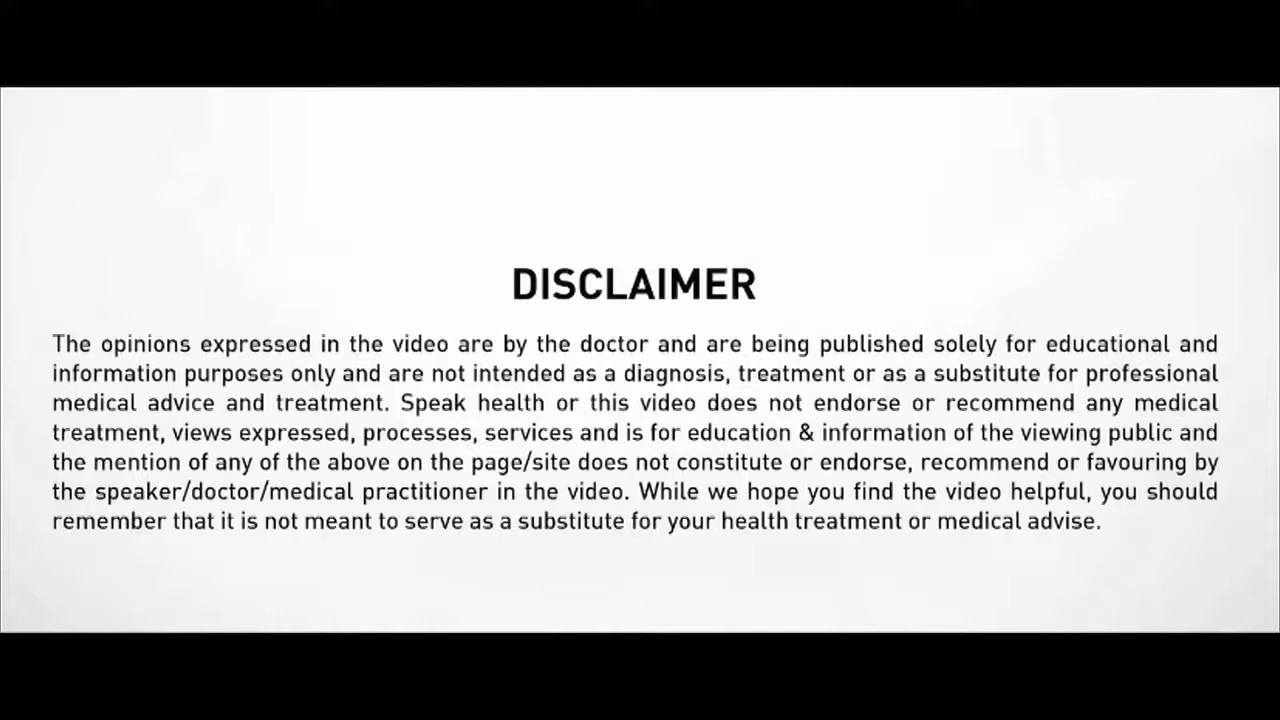 DISCLAIMER
The opinions expressed in the video are by the doctor and are being published solely for educational and
information purposes only and are not intended as a diagnosis, treatment or as a substitute for professional
medical advice and treatment. Speak health or this video does not endorse or recommend any medical
treatment, views expressed, processes, services and is for education & information of the viewing public and
the mention of any of the above on the page/site does not constitute or endorse, recommend or favouring by
the speaker/doctor/medical practitioner in the video. While we hope you find the video helpful, you should
remember that it is not meant to serve as a substitute for your health treatment or medical advise.